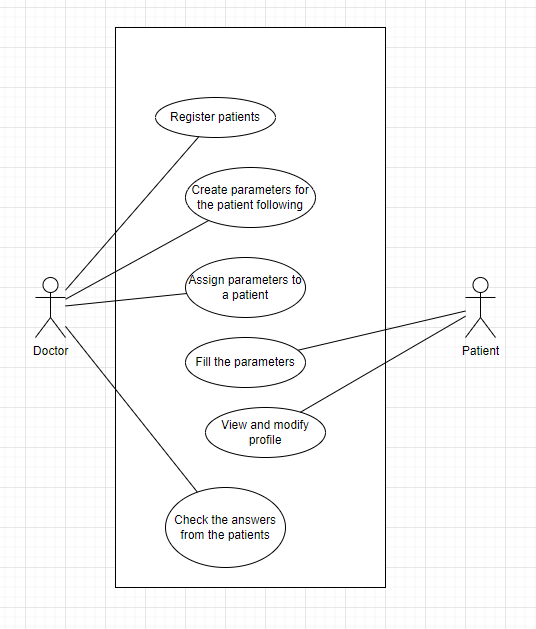 Register patients
Create parameters for
the patient following
Assign parameters to
a patient
Doctor
Patient
Fill the parameters
View and modify
profile
Check the answers
from the patients